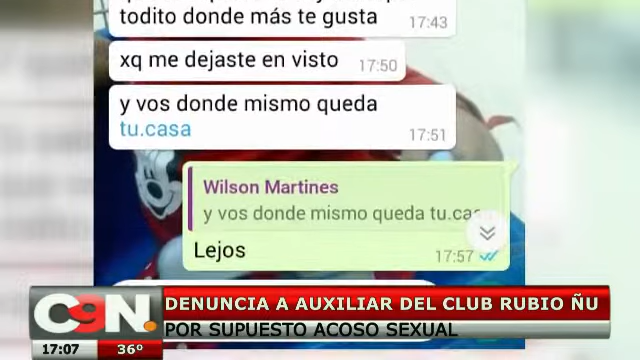 todito donde más te gusta
17:43
xq me dejaste en visto 17:50
y vos donde mismo queda
tu.casa
17:51
Wilson Martines
y vos donde mismo queda tu.cas
Lejos
17:57
C9N.
DENUNCIA A AUXILIAR DEL CLUB RUBIO ÑU
POR SUPUESTO ACOSO SEXUAL
17:07 36º